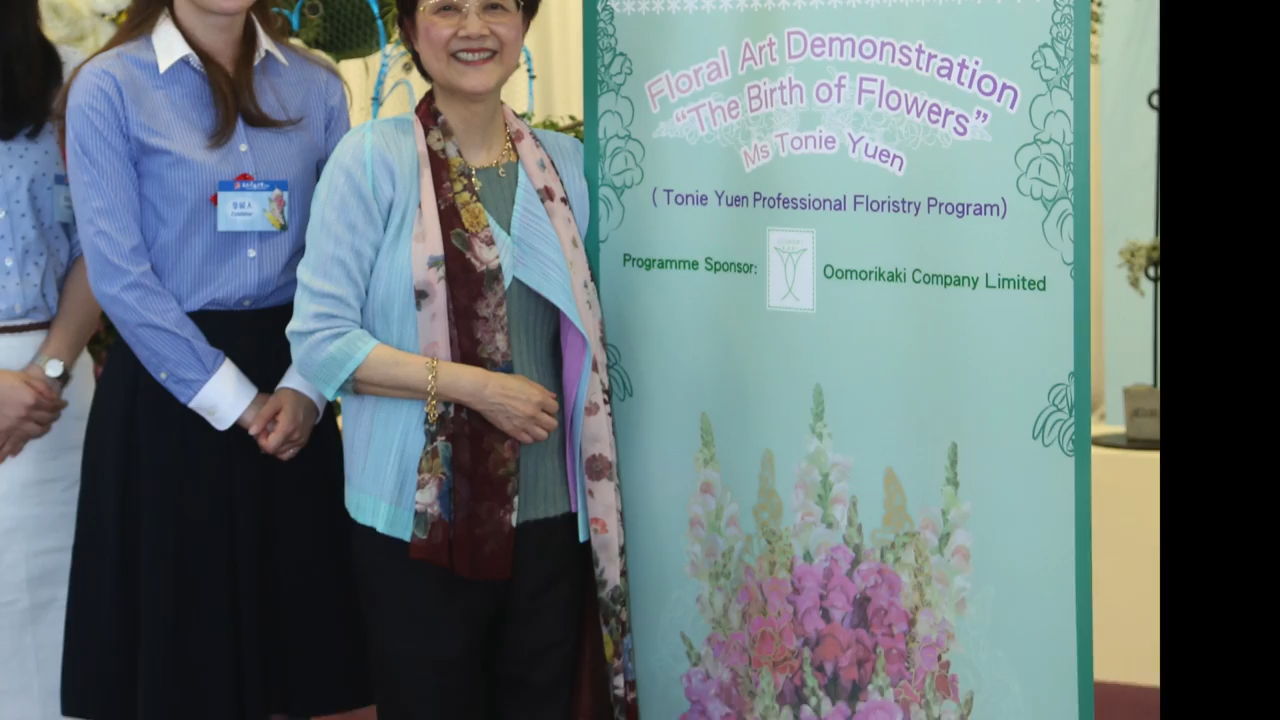 Floral Art Demonstration
“The Birth of Flowers”
Ms Tonie Yuen
( Tonie Yuen Professional Floristry Program)
Programme Sponsor:
Oomorikaki Company Limited